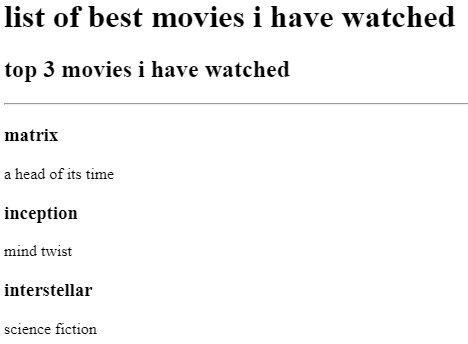 list of best movies i have watched
top 3 movies i have watched
matrix
a head of its time
inception
mind twist
interstellar
science fiction